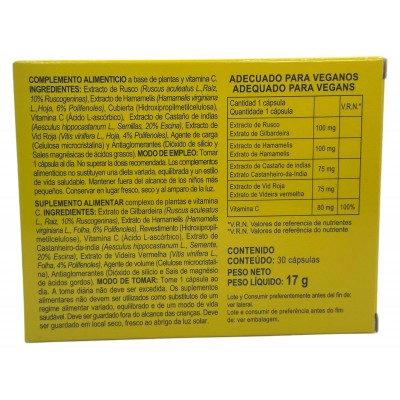 COMPLEMENTO ALIMENTICIO a base de plantas y vitamina C.
INGREDIENTES: Extracto de Rusco (Ruscus aculeatus L.,Raiz,
10% Ruscogeninas), Extracto de Hamamelis (Hamamelis virginiana
L.,Hoja, 6% Polifenoles), Cubierta (Hidroxipropilmetilcelulosa),
Vitamina C (Ácido L-ascórbico), Extracto de Castaño de indias
(Aesculus hippocastanum L., Semillas, 20% Escina), Extracto de
Vid Roja (Vitis vinifera L.,Hoja, 4% Polifenoles), Agente de carga
(Celulosa microcristalina) y Antiaglomerantes (Dióxido de silicio y
Sales magnésicas de ácidos grasos). MODO DE EMPLEO: Tomar
1 cápsula al día. No superar la dosis recomendada. Los complementos
alimenticios no sustituyen una dieta variada, equilibrada y un estilo
de vida saludable. Mantener fuera del alcance de los niños más
pequeños. Conservar en lugar fresco, seco y al amparo de la luz.
SUPLEMENTO ALIMENTAR complexo de plantas e vitamina
C. INGREDIENTES: Extrato de Gilbardeira (Ruscus aculeatus
L., Raiz, 10% Ruscogeninas), Extrato de Hamamelis (Hamamelis
virginiana L., Folha, 6% Polifenoles), Revestimento (Hidroxipropil-
metilcelulosa), Vitamina C (Ácido L-ascórbico), Extrato de
Castanheiro-da-India (Aesculus hippocastanum L., Semente,
20% Escina), Extrato de Videira Vermelha (Vitis vinifera L.,
Folha, 4% Polifenoles), Agente de volume (Celulose microcristali-
na), Antiaglomerantes (Dióxido de silício e Sais de magnésio
de ácidos gordos). MODO DE TOMAR: Tome 1 cápsula ao
dia. A toma diária não deve ser excedida. Os suplementos
alimentares não devem ser utilizados como substitutos de um
regime alimentar variado, equilibrado e de um modo de vida
saudável. Deve ser guardado fora do alcance das crianças. Deve
ser guardado em local seco, fresco ao abrigo da luz solar.
ADECUADO PARA VEGANOS
ADEQUADO PARA VEGANS
Cantidad 1 cápsula
Quantidade 1 cápsula
V.R.N.*
Extracto de Rusco
Extrato de Gilbardeira
100 mg
Extracto de Hamamelis
Extrato de Hamamelis
100 mg
Extracto de Castaño de indias
Extrato Castanheiro-da-India
75 mg
Extracto de Vid Roja
Extrato de Videira vermelha
75 mg
Vitamina C 80 mg 100%
*V.R.N. Valores de referencia de nutrientes
*V.R.N. Valores de referência do nutriente
CONTENIDO
CONTEÚDO: 30 cápsulas
PESO NETO
PESO LÍQUIDO: 17 g
Lote y Consumir preferentemente antes del fin de:
ver lateral.
Lote e consumir de preferência antes do fim de:
ver embalagem.